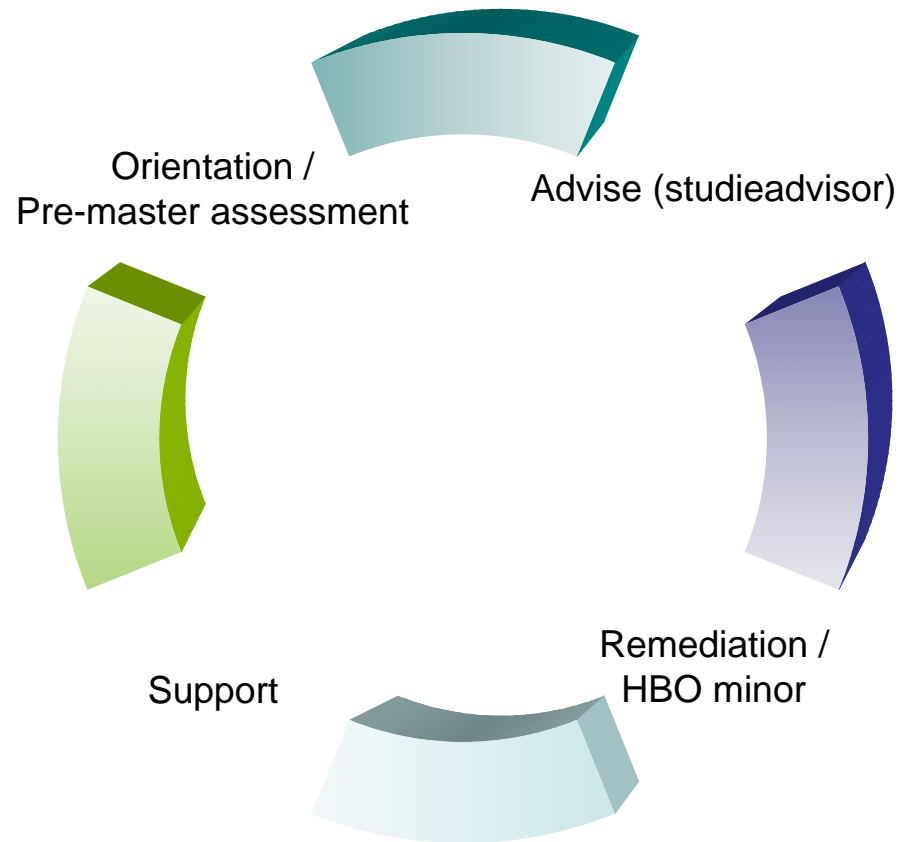 Orientation /
Pre-master assessment
Advise (studieadvisor)
Remediation /
HBO minor
Support